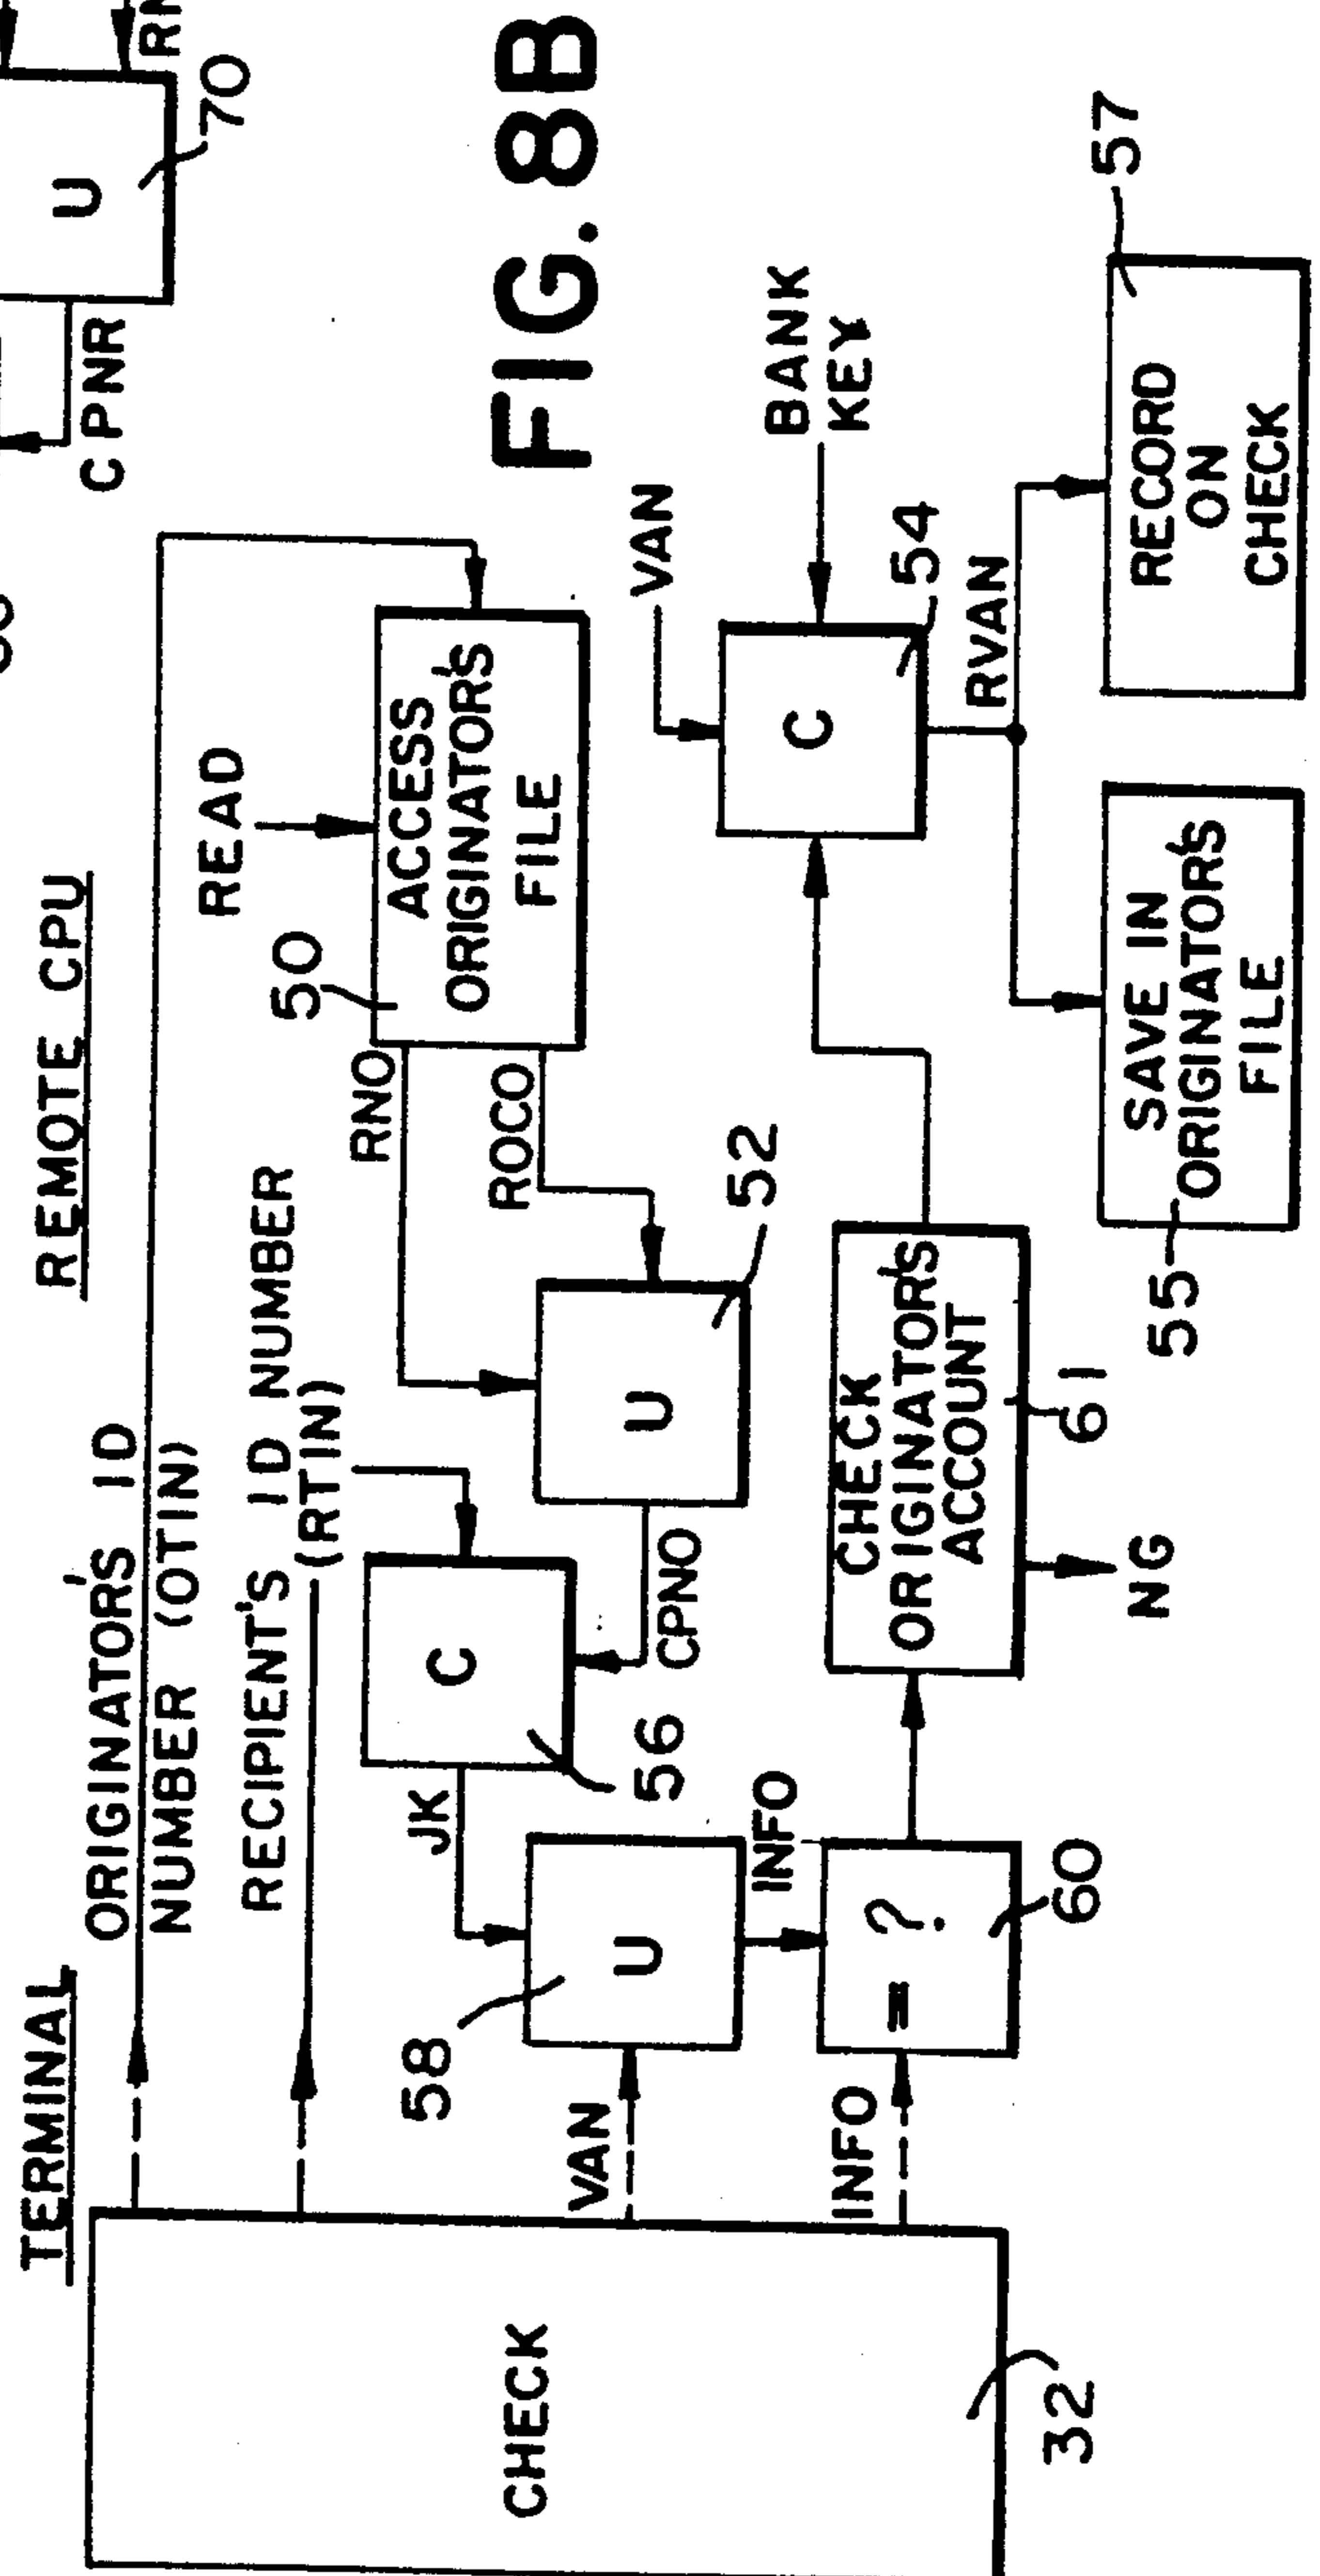 U
70
RN
CPNR
FIG. 8B
TERMINAL
REMOTE CPU
ORIGINATOR'S ID
NUMBER (OTIN)
RECIPIENT'S ID NUMBER
(RTIN)
READ
50
ACCESS
ORIGINATOR'S
FILE
RNO
ROCO
52
U
CPNO
C
56
JK
58
U
VAN
INFO
INFO
= ?
60
CHECK
32
CHECK
ORIGINATOR'S
ACCOUNT
61
NG
VAN
BANK
KEY
C
54
RVAN
SAVE IN
ORIGINATOR'S
FILE
55
RECORD
ON
CHECK
57